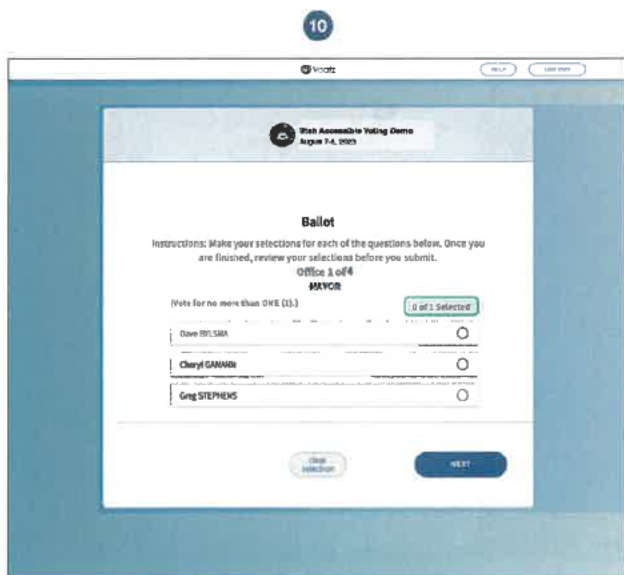 10
Voatz
HELP
Utah Accessible Voting Demo
August 7-8, 2023
Ballot
Instructions: Make your selections for each of the questions below. Once you
are finished, review your selections before you submit.
Office 1 of 4
MAYOR
(Vote for no more than ONE (1).)
0 of 1 Selected
Dave BYLSMA
Cheryl GANANN
Greg STEPHENS
clear
selection
NEXT